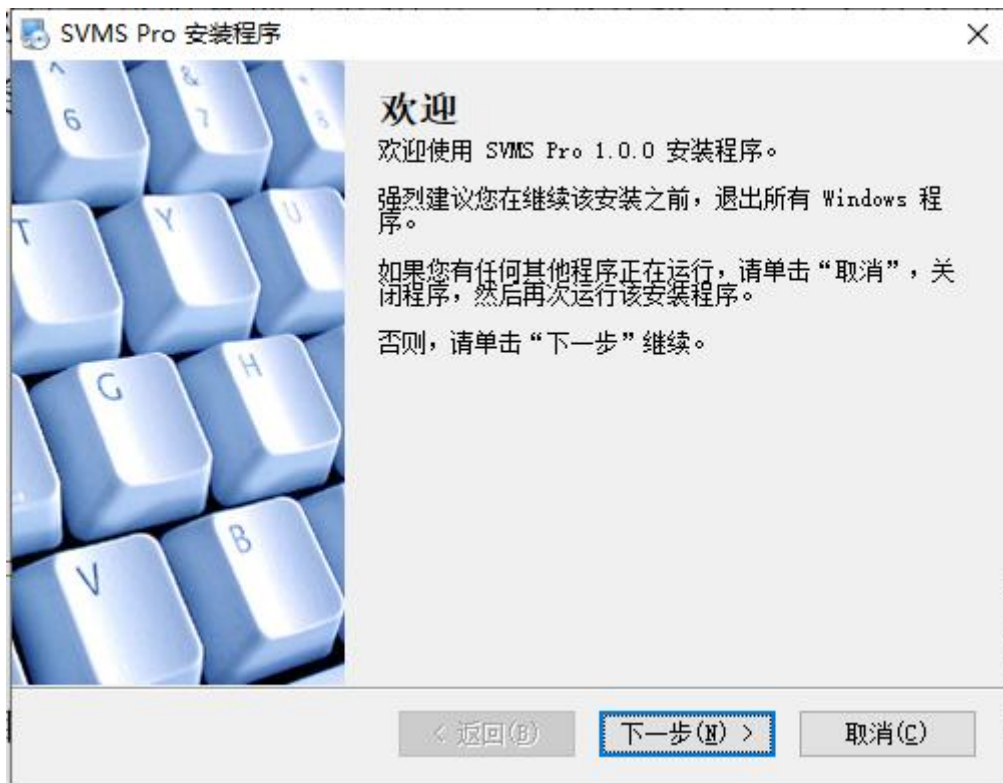 SVMS Pro 安装程序
欢迎
欢迎使用 SVMS Pro 1.0.0 安装程序。
强烈建议您在继续该安装之前，退出所有 Windows 程
序。
如果您有任何其他程序正在运行，请单击“取消”，关
闭程序，然后再次运行该安装程序。
否则，请单击“下一步”继续。
^ & *
6 7 8
T Y U
G H
V B
< 返回(B) 下一步(N) > 取消(C)